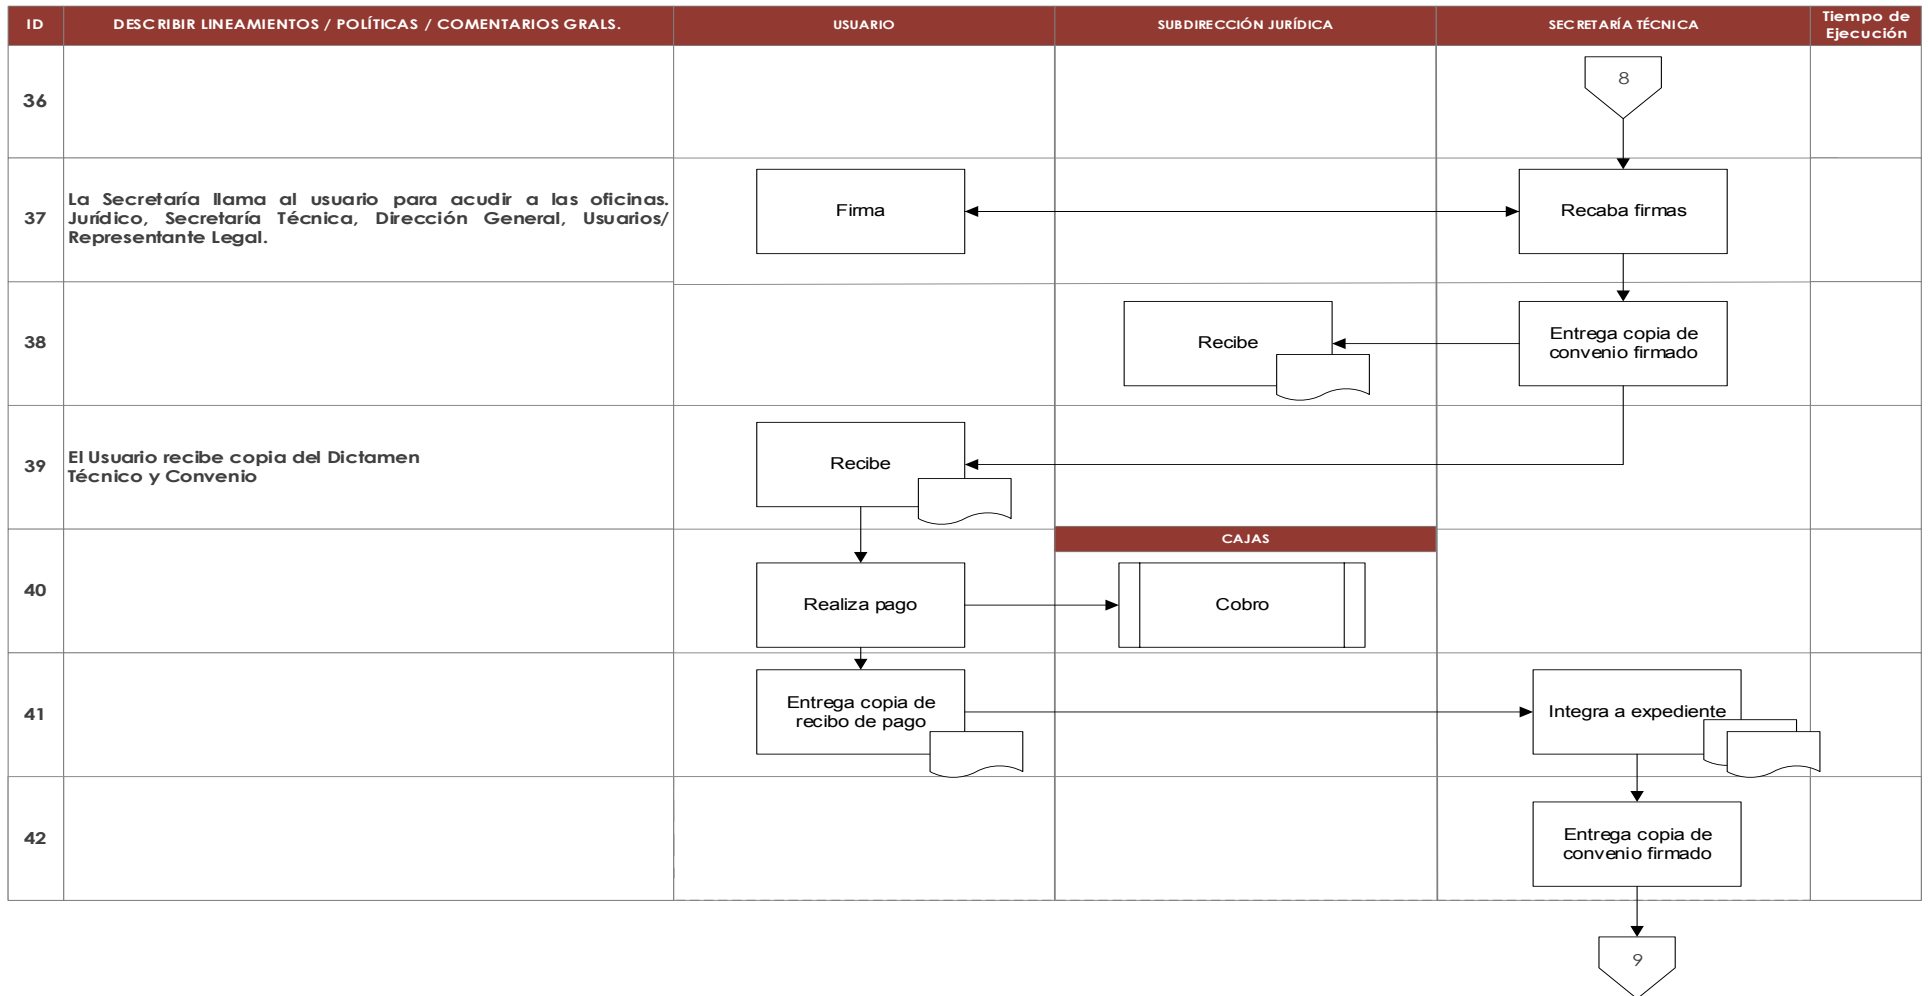 ID
DESCRIBIR LINEAMIENTOS / POLÍTICAS / COMENTARIOS GRALS.
USUARIO
SUBDIRECCIÓN JURÍDICA
SECRETARÍA TÉCNICA
Tiempo de
Ejecución
36
8
37
La Secretaría llama al usuario para acudir a las oficinas.
Jurídico, Secretaría Técnica, Dirección General, Usuarios/
Representante Legal.
Firma
Recaba firmas
38
Recibe
Entrega copia de
convenio firmado
39
El Usuario recibe copia del Dictamen
Técnico y Convenio
Recibe
CAJAS
40
Realiza pago
Cobro
41
Entrega copia de
recibo de pago
Integra a expediente
42
Entrega copia de
convenio firmado
9